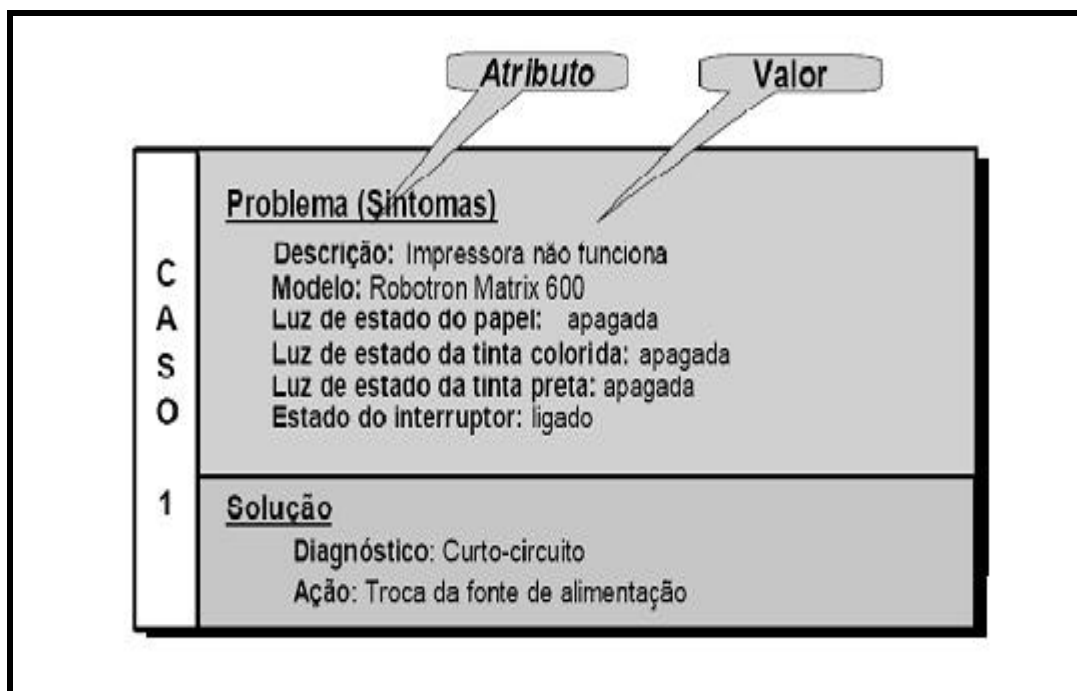 Atributo
Valor
CASO 1
Problema (Sintomas)
Descrição: Impressora não funciona
Modelo: Robotron Matrix 600
Luz de estado do papel: apagada
Luz de estado da tinta colorida: apagada
Luz de estado da tinta preta: apagada
Estado do interruptor: ligado
Solução
Diagnóstico: Curto-circuito
Ação: Troca da fonte de alimentação